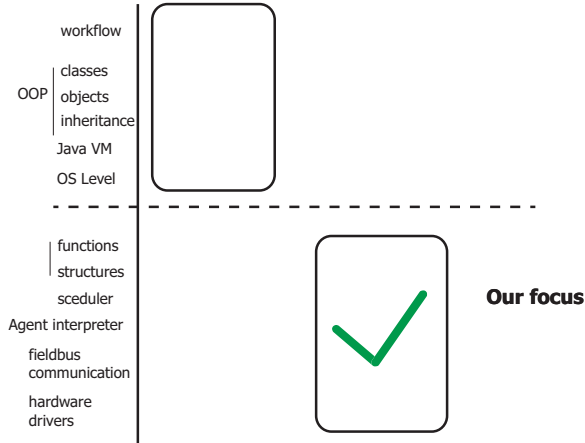 workflow
classes
OOP
objects
inheritance
Java VM
OS Level
functions
structures
sceduler
Our focus
Agent interpreter
fieldbus
communication
hardware
drivers